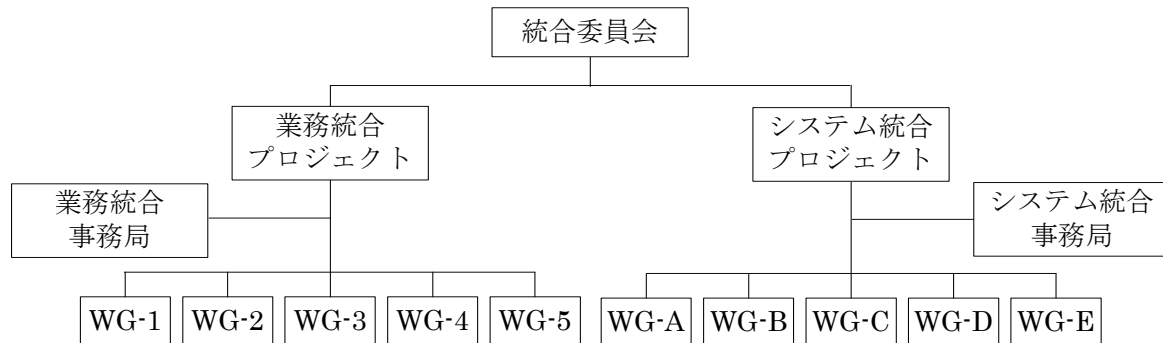 統合委員会
業務統合
プロジェクト
システム統合
プロジェクト
業務統合
事務局
システム統合
事務局
WG-1
WG-2
WG-3
WG-4
WG-5
WG-A
WG-B
WG-C
WG-D
WG-E